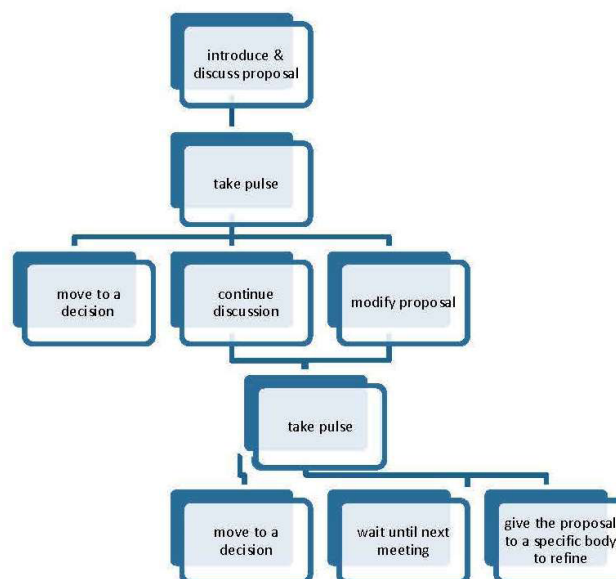 introduce &
discuss proposal
take pulse
move to a
decision
continue
discussion
modify proposal
take pulse
move to a
decision
wait until next
meeting
give the proposal
to a specific body
to refine